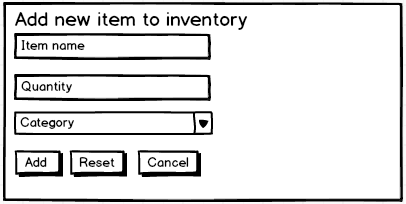 Add new item to inventory
Item name
Quantity
Category
Add Reset Cancel